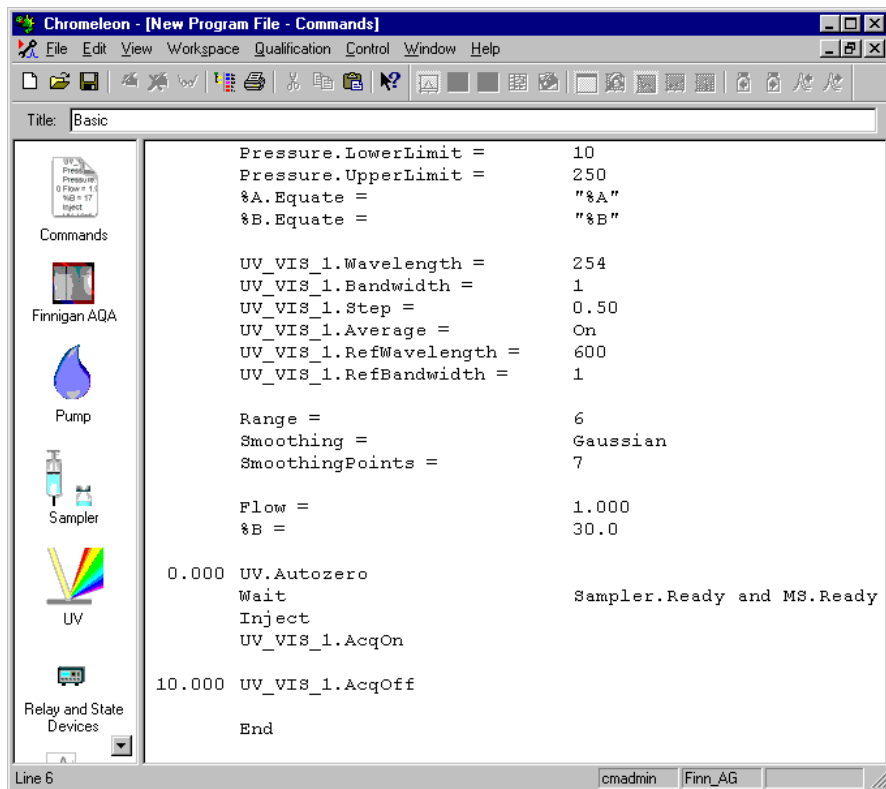 Chromeleon - [New Program File - Commands]
File Edit View Workspace Qualification Control Window Help
Title: Basic
Commands
Finnigan AQA
Pump
Sampler
UV
Relay and State
Devices
Pressure.LowerLimit = 10
Pressure.UpperLimit = 250
%A.Equate = "%A"
%B.Equate = "%B"
UV_VIS_1.Wavelength = 254
UV_VIS_1.Bandwidth = 1
UV_VIS_1.Step = 0.50
UV_VIS_1.Average = On
UV_VIS_1.RefWavelength = 600
UV_VIS_1.RefBandwidth = 1
Range = 6
Smoothing = Gaussian
SmoothingPoints = 7
Flow = 1.000
%B = 30.0
0.000 UV.Autozero
Wait Sampler.Ready and MS.Ready
Inject
UV_VIS_1.AcqOn
10.000 UV_VIS_1.AcqOff
End
Line 6 cmadmin Finn_AG